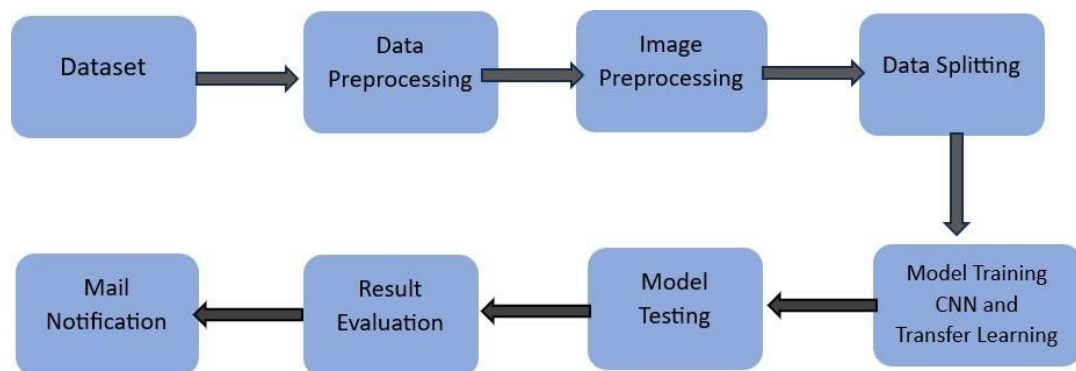 Dataset
Data
Preprocessing
Image
Preprocessing
Data Splitting
Model Training
CNN and
Transfer Learning
Model
Testing
Result
Evaluation
Mail
Notification